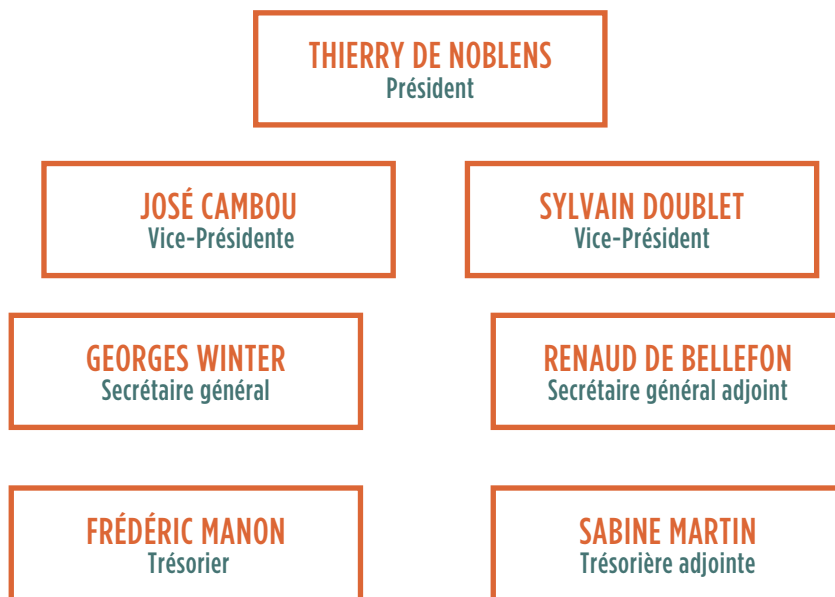 THIERRY DE NOBLENS
Président
JOSÉ CAMBOU
Vice-Présidente
SYLVAIN DOUBLET
Vice-Président
GEORGES WINTER
Secrétaire général
RENAUD DE BELLEFON
Secrétaire général adjoint
FRÉDÉRIC MANON
Trésorier
SABINE MARTIN
Trésorière adjointe